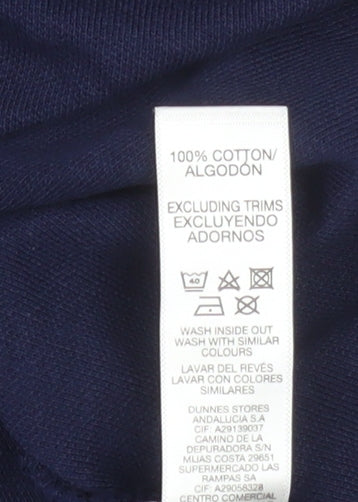 100% COTTON/
ALGODÓN
EXCLUDING TRIMS
EXCLUYENDO
ADORNOS
40
WASH INSIDE OUT
WASH WITH SIMILAR
COLOURS
LAVAR DEL REVÉS
LAVAR CON COLORES
SIMILARES
DUNNES STORES
ANDALUCIA S.A
CIF: A29139037
CAMINO DE LA
DEPURADORA S/N
MIJAS COSTA 29651
SUPERMERCADO LAS
RAMPAS SA
CIF: A29058328
CENTRO COMERCIAL